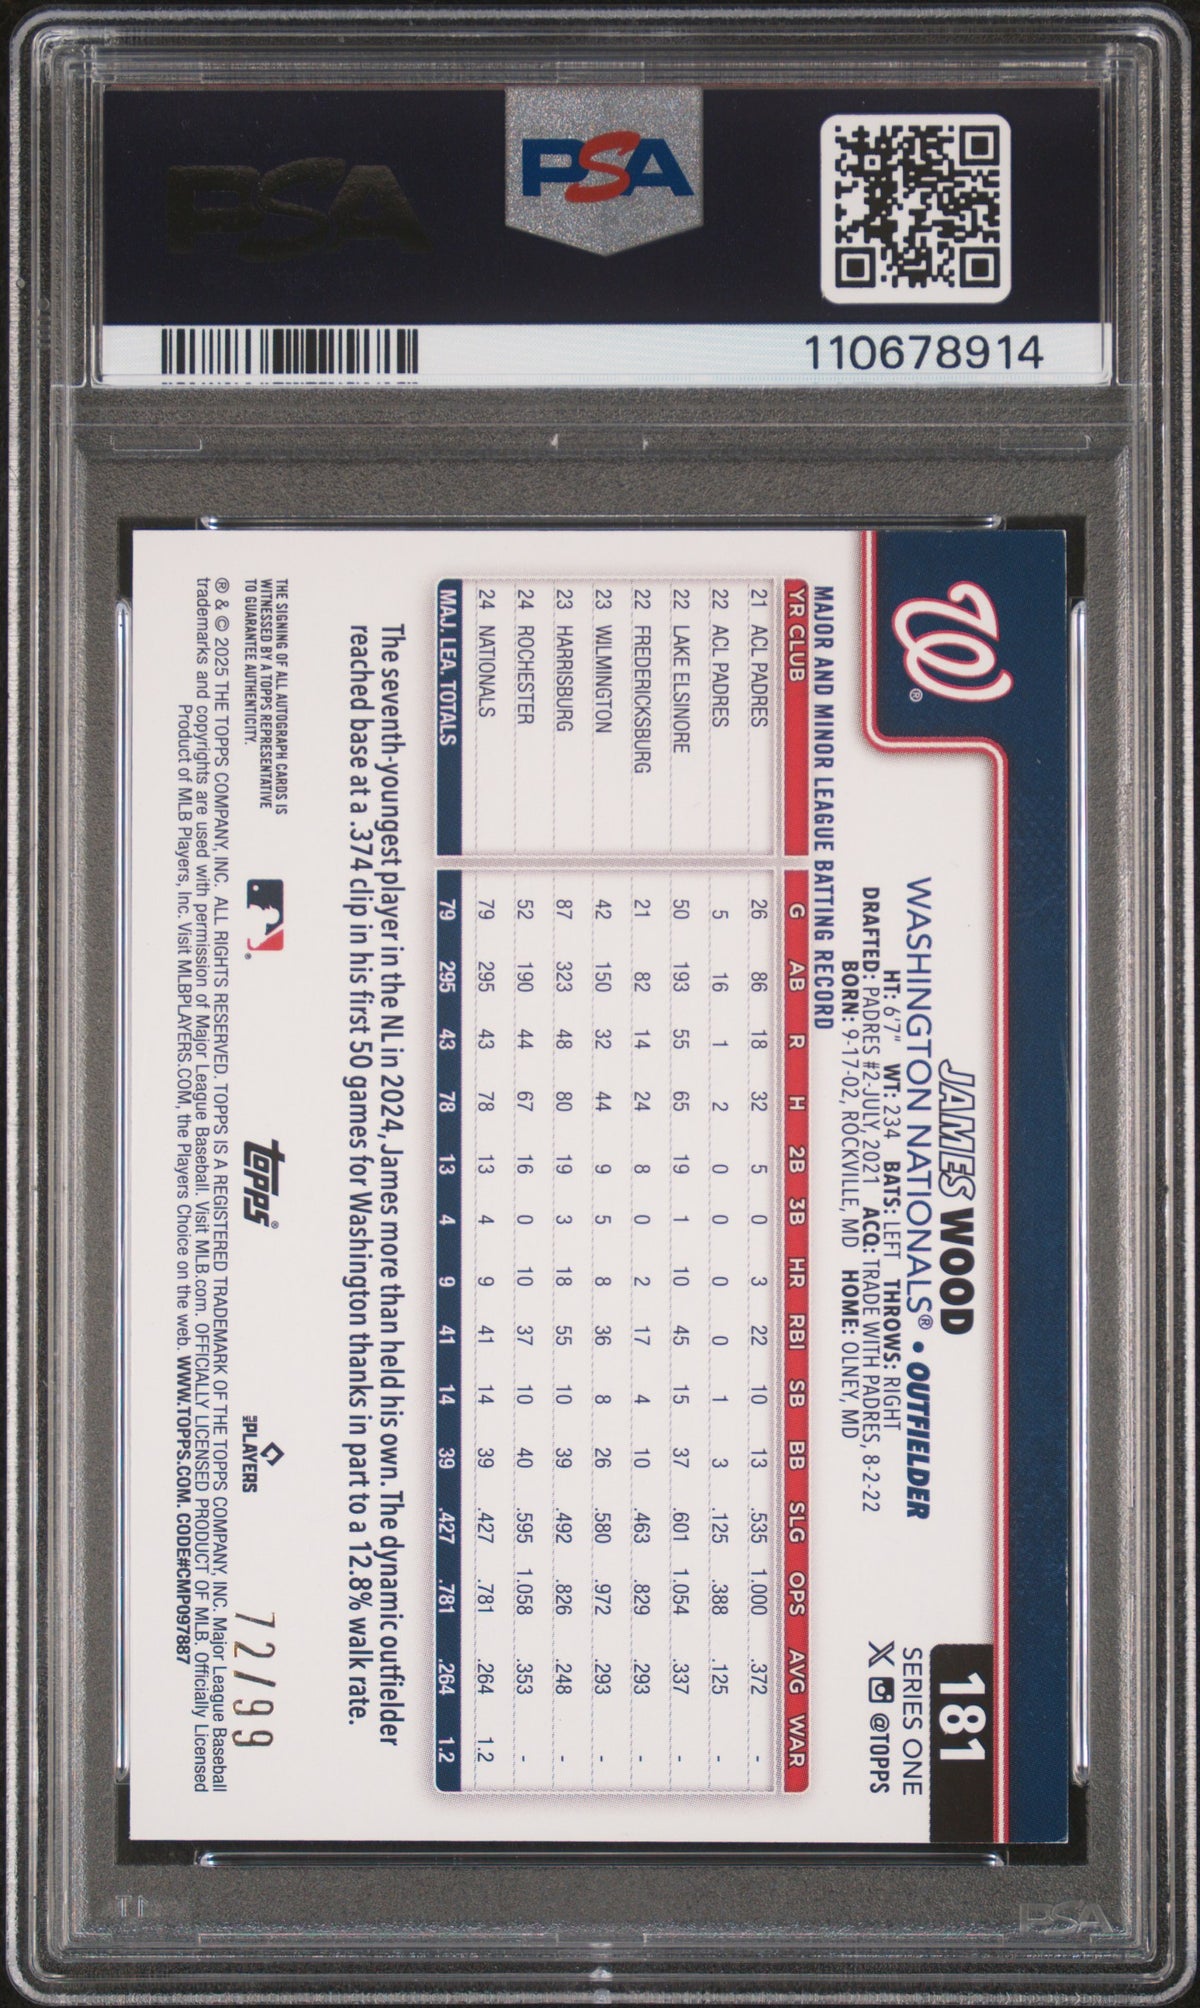 PSA
PSA
110678914
W®
JAMES WOOD
WASHINGTON NATIONALS® • OUTFIELDER
HT: 6'7" WT: 234 BATS: LEFT THROWS: RIGHT
DRAFTED: PADRES #2-JULY, 2021 ACQ: TRADE WITH PADRES, 8-22-22
BORN: 9-17-02, ROCKVILLE, MD HOME: OLNEY, MD
181
SERIES ONE
X @TOPPS
MAJOR AND MINOR LEAGUE BATTING RECORD
YR CLUB G AB R H 2B 3B HR RBI SB BB SLG OPS AVG WAR
21 ACL PADRES 26 86 18 32 5 0 3 22 10 13 .535 1.000 .372 -
22 ACL PADRES 5 16 1 2 0 0 0 0 1 3 .125 .388 .125 -
22 LAKE ELSINORE 50 193 55 65 19 1 10 45 15 37 .601 1.054 .337 -
22 FREDERICKSBURG 21 82 14 24 8 0 2 17 4 10 .463 .829 .293 -
23 WILMINGTON 42 150 32 44 9 5 8 36 8 26 .580 .972 .293 -
23 HARRISBURG 87 323 48 80 19 3 18 55 10 39 .492 .826 .248 -
24 ROCHESTER 52 190 44 67 16 0 10 37 10 40 .595 1.058 .353 -
24 NATIONALS 79 295 43 78 13 4 9 41 14 39 .427 .781 .264 1.2
MAJ. LEA. TOTALS 79 295 43 78 13 4 9 41 14 39 .427 .781 .264 1.2
The seventh-youngest player in the NL in 2024, James more than held his own. The dynamic outfielder
reached base at a .374 clip in his first 50 games for Washington thanks in part to a 12.8% walk rate.
THE SIGNING OF ALL AUTOGRAPH CARDS IS
WITNESSED BY A TOPPS REPRESENTATIVE
TO GUARANTEE AUTHENTICITY.
topps®
PLAYERS
72/99
® & © 2025 THE TOPPS COMPANY, INC. ALL RIGHTS RESERVED. TOPPS IS A REGISTERED TRADEMARK OF THE TOPPS COMPANY, INC. Major League Baseball
trademarks and copyrights are used with permission of Major League Baseball. Visit MLB.com. OFFICIALLY LICENSED PRODUCT OF MLB. Officially Licensed
Product of MLB Players, Inc. Visit MLBPLAYERS.COM, the Players Choice on the web. WWW.TOPPS.COM. CODE#CMP097887
PSA